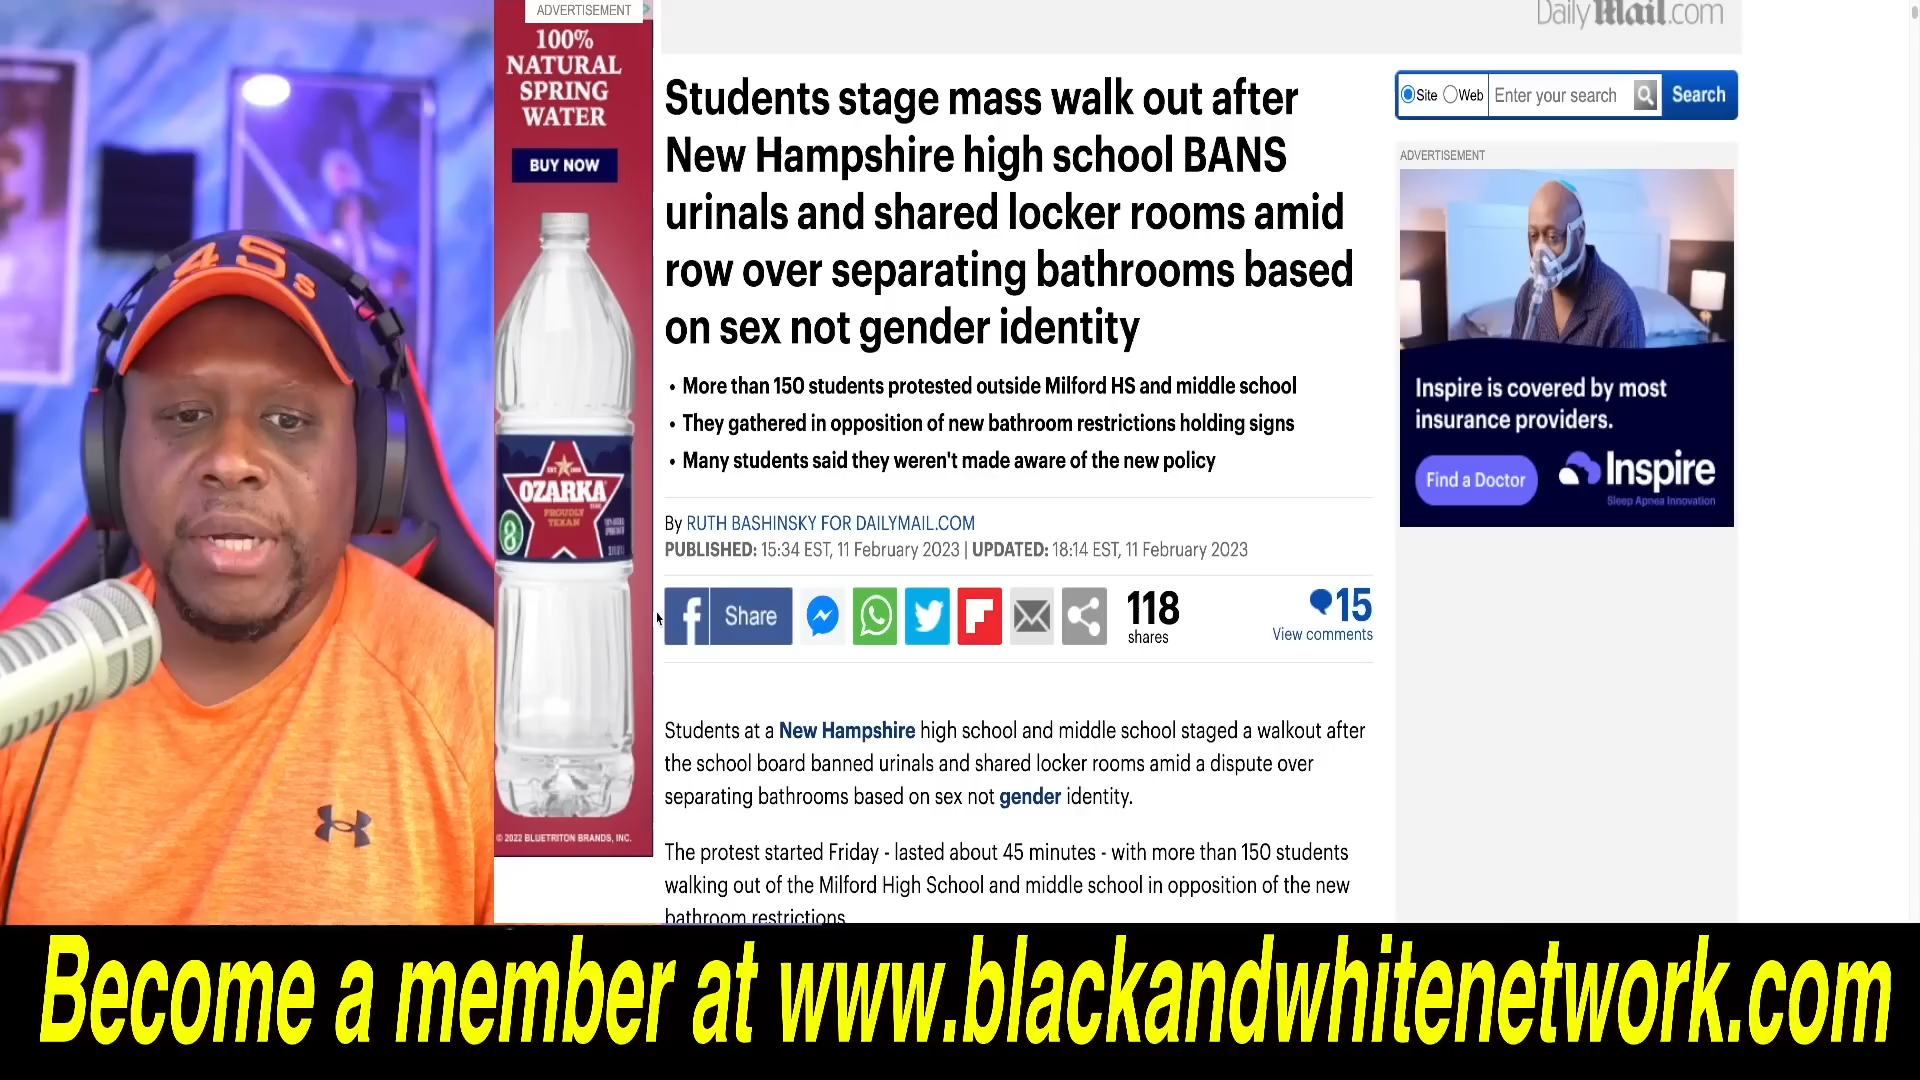 45s
ADVERTISEMENT
100%
NATURAL
SPRING
WATER
BUY NOW
OZARKA
PROUDLY
TEXAN
© 2022 BLUETRITON BRANDS, INC.
DailyMail.com
Students stage mass walk out after
New Hampshire high school BANS
urinals and shared locker rooms amid
row over separating bathrooms based
on sex not gender identity
• More than 150 students protested outside Milford HS and middle school
• They gathered in opposition of new bathroom restrictions holding signs
• Many students said they weren't made aware of the new policy
By RUTH BASHINSKY FOR DAILYMAIL.COM
PUBLISHED: 15:34 EST, 11 February 2023 | UPDATED: 18:14 EST, 11 February 2023
f Share
118
shares
15
View comments
Students at a New Hampshire high school and middle school staged a walkout after
the school board banned urinals and shared locker rooms amid a dispute over
separating bathrooms based on sex not gender identity.
The protest started Friday - lasted about 45 minutes - with more than 150 students
walking out of the Milford High School and middle school in opposition of the new
bathroom restrictions
Site Web Enter your search Search
ADVERTISEMENT
Inspire is covered by most
insurance providers.
Find a Doctor
Inspire
Sleep Apnea Innovation
Become a member at www.blackandwhitenetwork.com